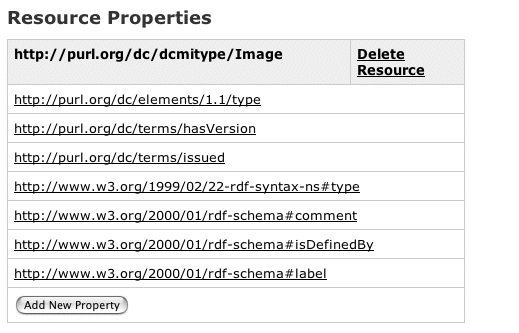 Resource Properties
http://purl.org/dc/dcmitype/Image
Delete
Resource
http://purl.org/dc/elements/1.1/type
http://purl.org/dc/terms/hasVersion
http://purl.org/dc/terms/issued
http://www.w3.org/1999/02/22-rdf-syntax-ns#type
http://www.w3.org/2000/01/rdf-schema#comment
http://www.w3.org/2000/01/rdf-schema#isDefinedBy
http://www.w3.org/2000/01/rdf-schema#label
Add New Property